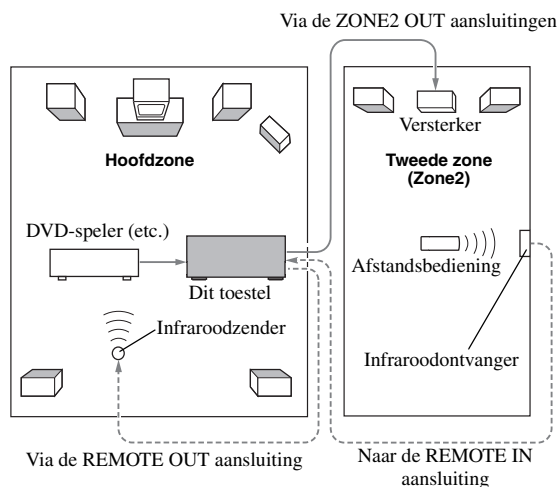 Via de ZONE2 OUT aansluitingen
Versterker
Hoofdzone
Tweede zone
(Zone2)
DVD-speler (etc.)
Dit toestel
Afstandsbediening
Infraroodzender
Infraroodontvanger
Via de REMOTE OUT aansluiting
Naar de REMOTE IN
aansluiting